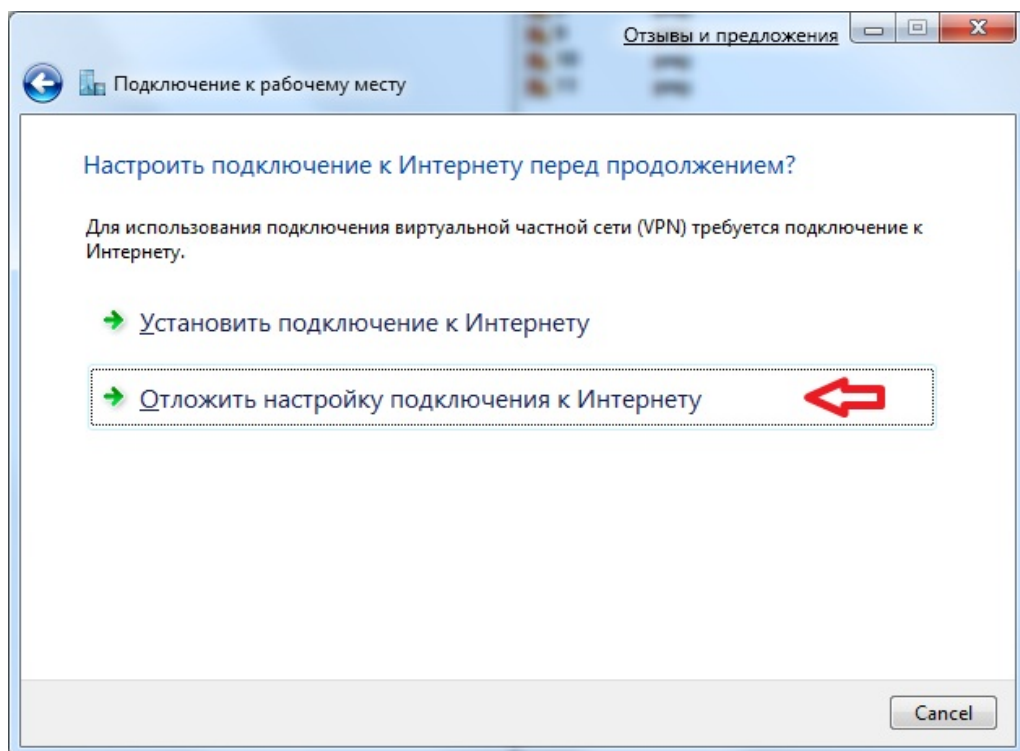 Отзывы и предложения
Подключение к рабочему месту
Настроить подключение к Интернету перед продолжением?
Для использования подключения виртуальной частной сети (VPN) требуется подключение к
Интернету.
Установить подключение к Интернету
Отложить настройку подключения к Интернету
Cancel